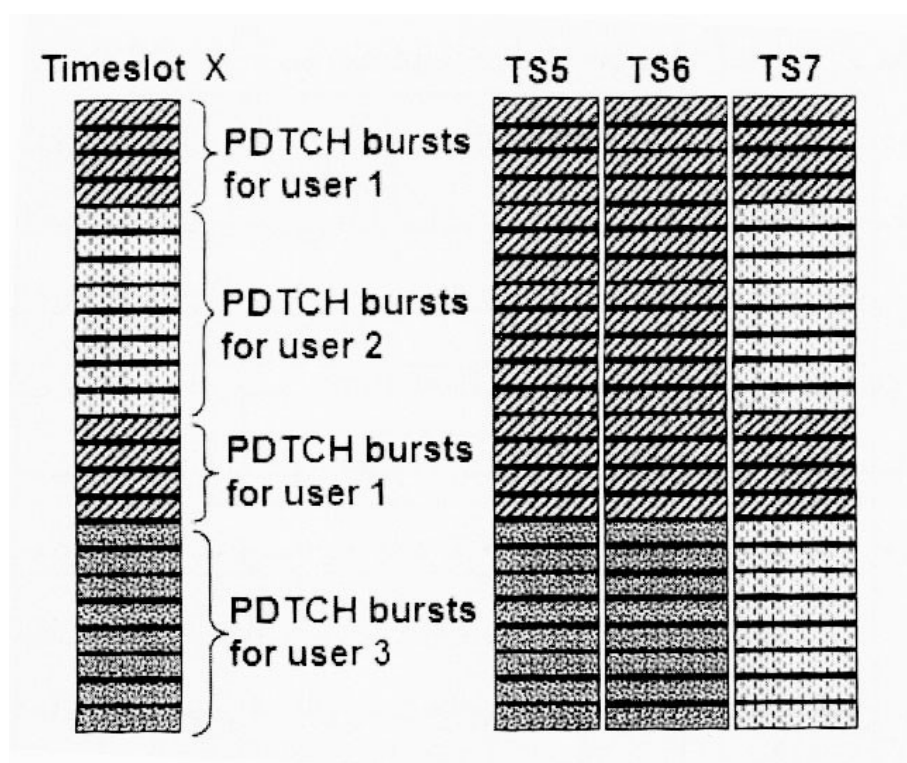 Timeslot X
TS5 TS6 TS7
PDTCH bursts
for user 1
PDTCH bursts
for user 2
PDTCH bursts
for user 1
PDTCH bursts
for user 3